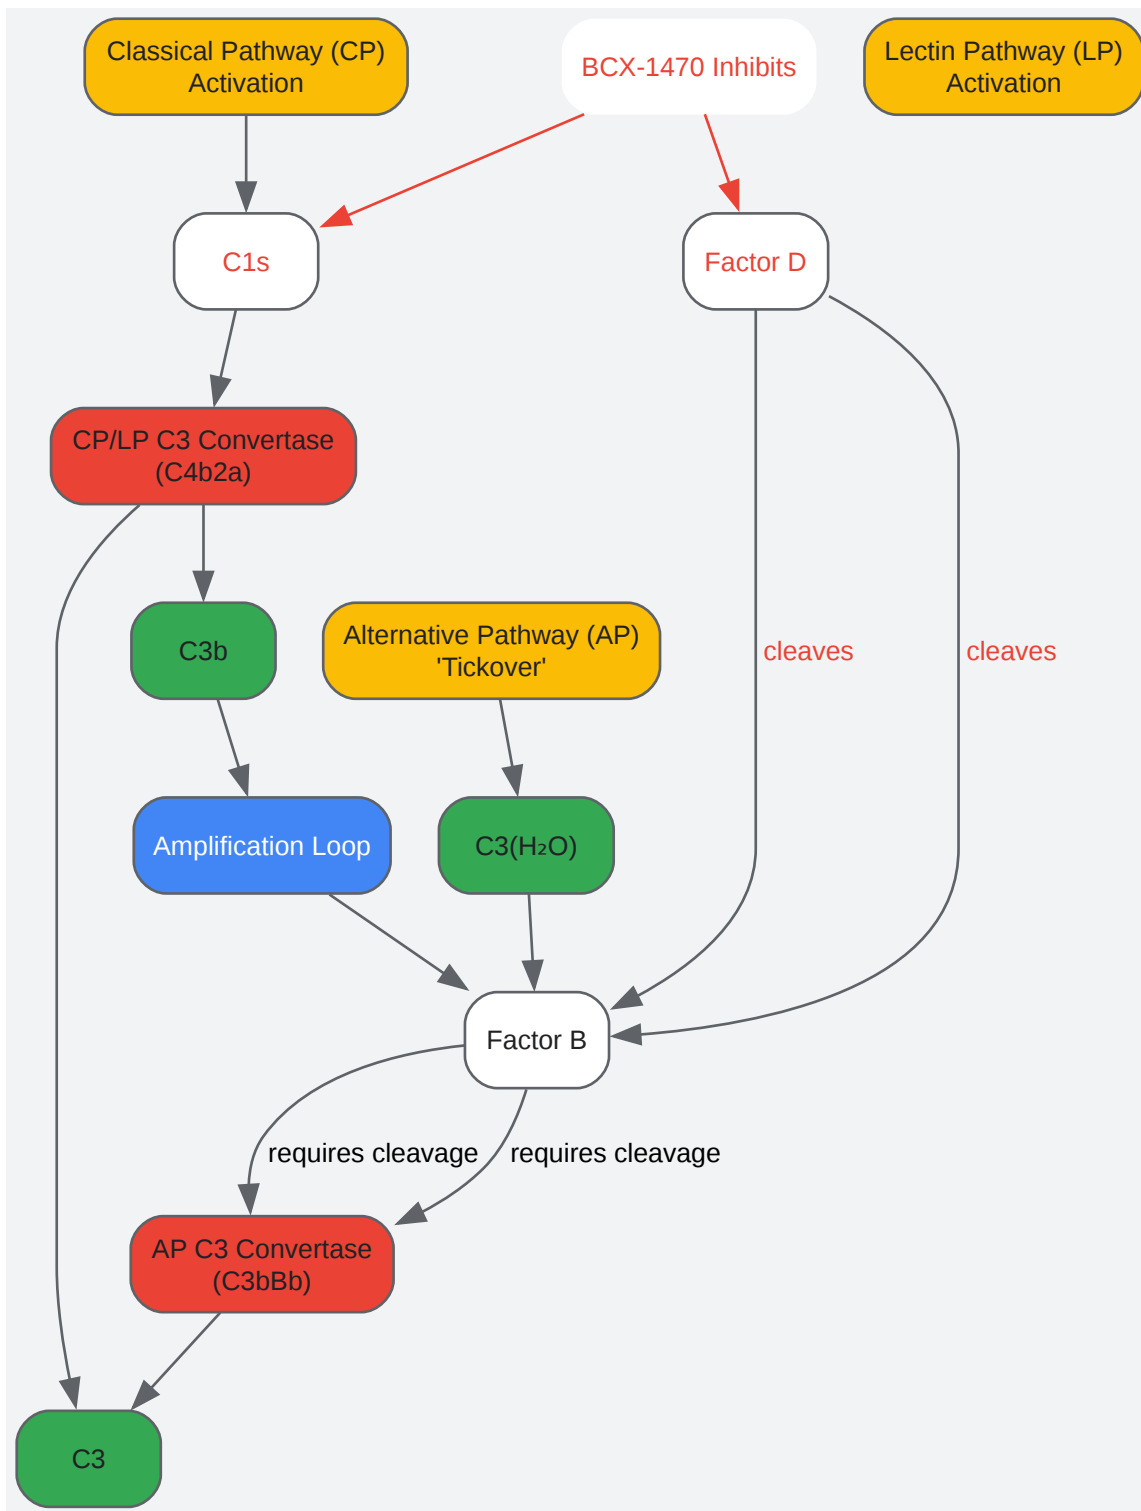 Classical Pathway (CP)
Activation
BCX-1470 Inhibits
Lectin Pathway (LP)
Activation
C1s
Factor D
CP/LP C3 Convertase
(C4b2a)
C3b
Alternative Pathway (AP)
'Tickover'
cleaves
cleaves
Amplification Loop
C3(H₂O)
Factor B
requires cleavage
requires cleavage
AP C3 Convertase
(C3bBb)
C3